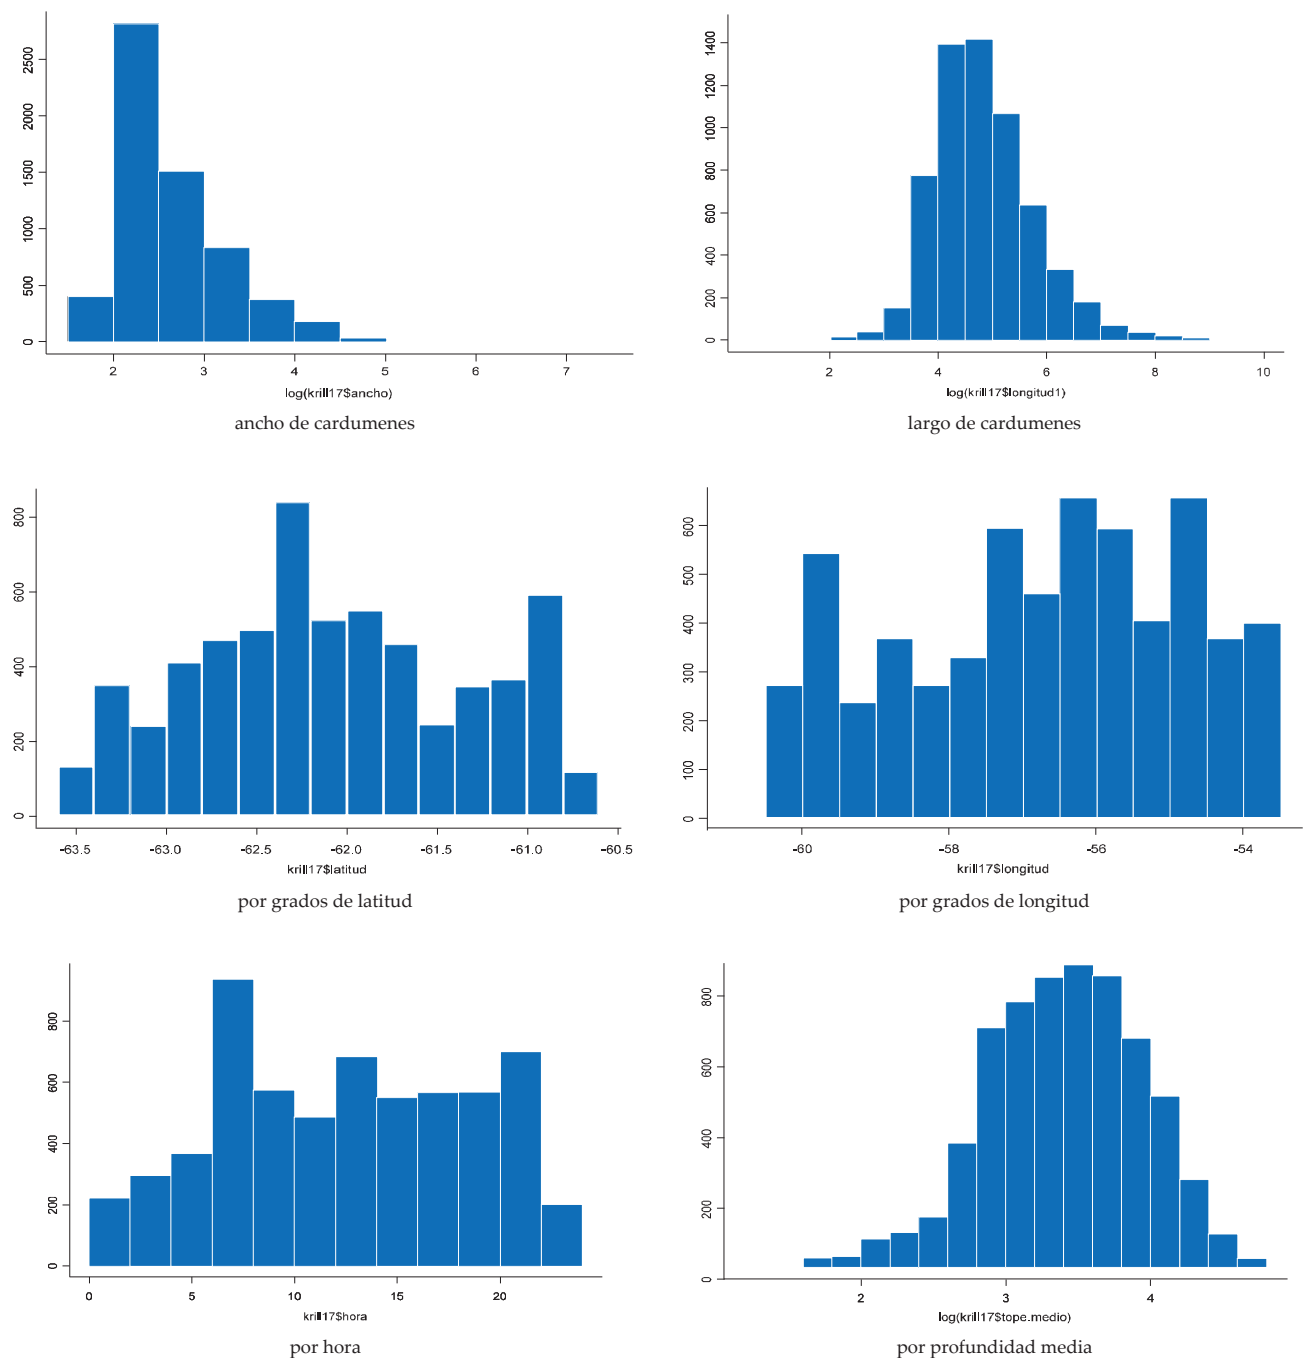 2500
2000
1500
1000
500
0
2 3 4 5 6 7
log(krill17$ancho)
ancho de cardumenes
1400
1200
1000
800
600
400
200
0
2 4 6 8 10
log(krill17$longitud1)
largo de cardumenes
800
600
400
200
0
-63.5 -63.0 -62.5 -62.0 -61.5 -61.0 -60.5
krill17$latitud
por grados de latitud
600
500
400
300
200
100
0
-60 -58 -56 -54
krill17$longitud
por grados de longitud
800
600
400
200
0
0 5 10 15 20
krill17$hora
por hora
800
600
400
200
0
2 3 4
log(krill17$tope.medio)
por profundidad media